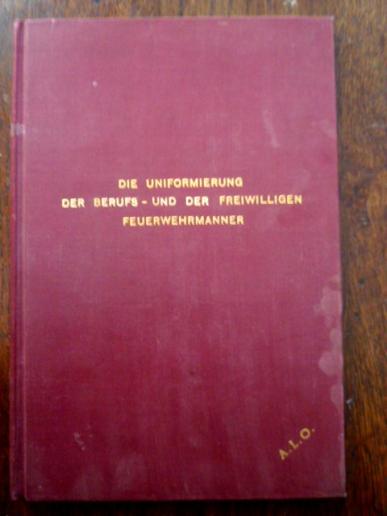 DIE UNIFORMIERUNG
DER BERUFS - UND DER FREIWILLIGEN
FEUERWEHRMANNER
A.L.O.